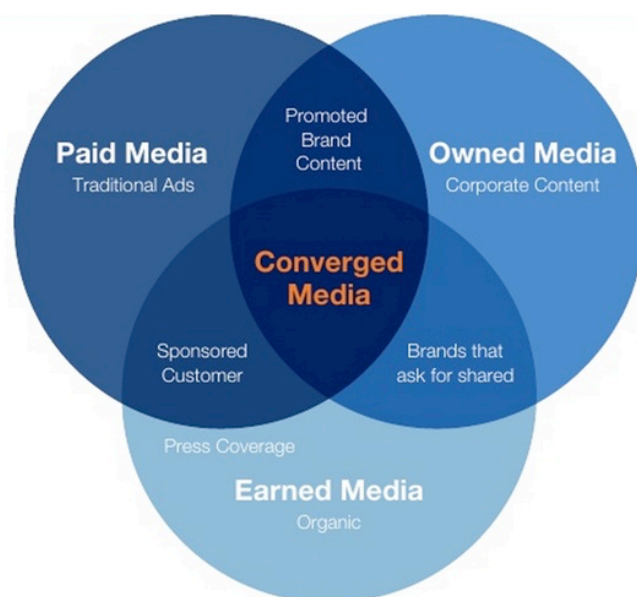 Promoted
Brand
Content
Paid Media
Traditional Ads
Owned Media
Corporate Content
Converged
Media
Sponsored
Customer
Brands that
ask for shared
Press Coverage
Earned Media
Organic